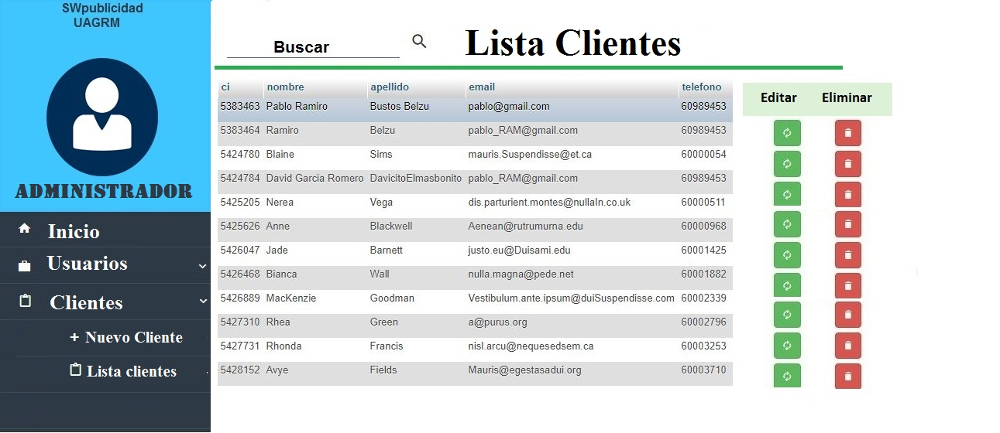 SWpublicidad
UAGRM
ADMINISTRADOR
Inicio
Usuarios
Clientes
+ Nuevo Cliente
Lista clientes
Buscar
Lista Clientes
ci nombre apellido email telefono
5383463 Pablo Ramiro Bustos Belzu pablo@gmail.com 60989453
5383464 Ramiro Belzu pablo_RAM@gmail.com 60989453
5424780 Blaine Sims mauris.Suspendisse@et.ca 60000054
5424784 David Garcia Romero DavicitoElmasbonito pablo_RAM@gmail.com 60989453
5425205 Nerea Vega dis.parturient.montes@nullaIn.co.uk 60000511
5425626 Anne Blackwell Aenean@rutrumurna.edu 60000968
5426047 Jade Barnett justo.eu@Duisami.edu 60001425
5426468 Bianca Wall nulla.magna@pede.net 60001882
5426889 MacKenzie Goodman Vestibulum.ante.ipsum@duiSuspendisse.com 60002339
5427310 Rhea Green a@purus.org 60002796
5427731 Rhonda Francis nisl.arcu@nequesedsem.ca 60003253
5428152 Avye Fields Mauris@egestasadui.org 60003710
Editar Eliminar